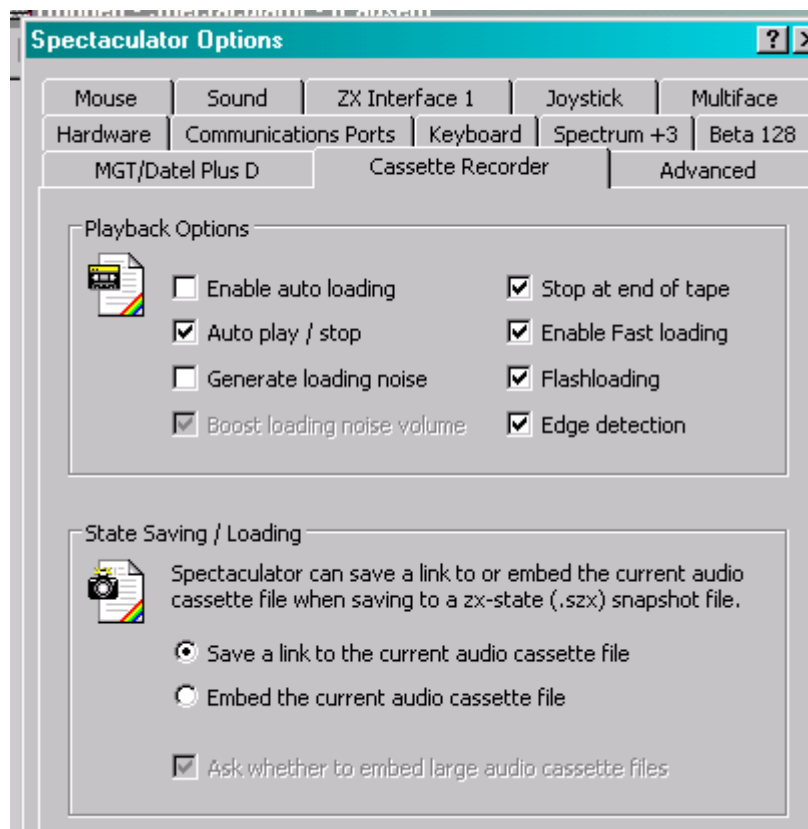 Spectaculator Options
Mouse Sound ZX Interface 1 Joystick Multiface
Hardware Communications Ports Keyboard Spectrum +3 Beta 128
MGT/Datel Plus D Cassette Recorder Advanced
Playback Options
Enable auto loading Stop at end of tape
Auto play / stop Enable Fast loading
Generate loading noise Flashloading
Boost loading noise volume Edge detection
State Saving / Loading
Spectaculator can save a link to or embed the current audio
cassette file when saving to a zx-state (.szx) snapshot file.
Save a link to the current audio cassette file
Embed the current audio cassette file
Ask whether to embed large audio cassette files